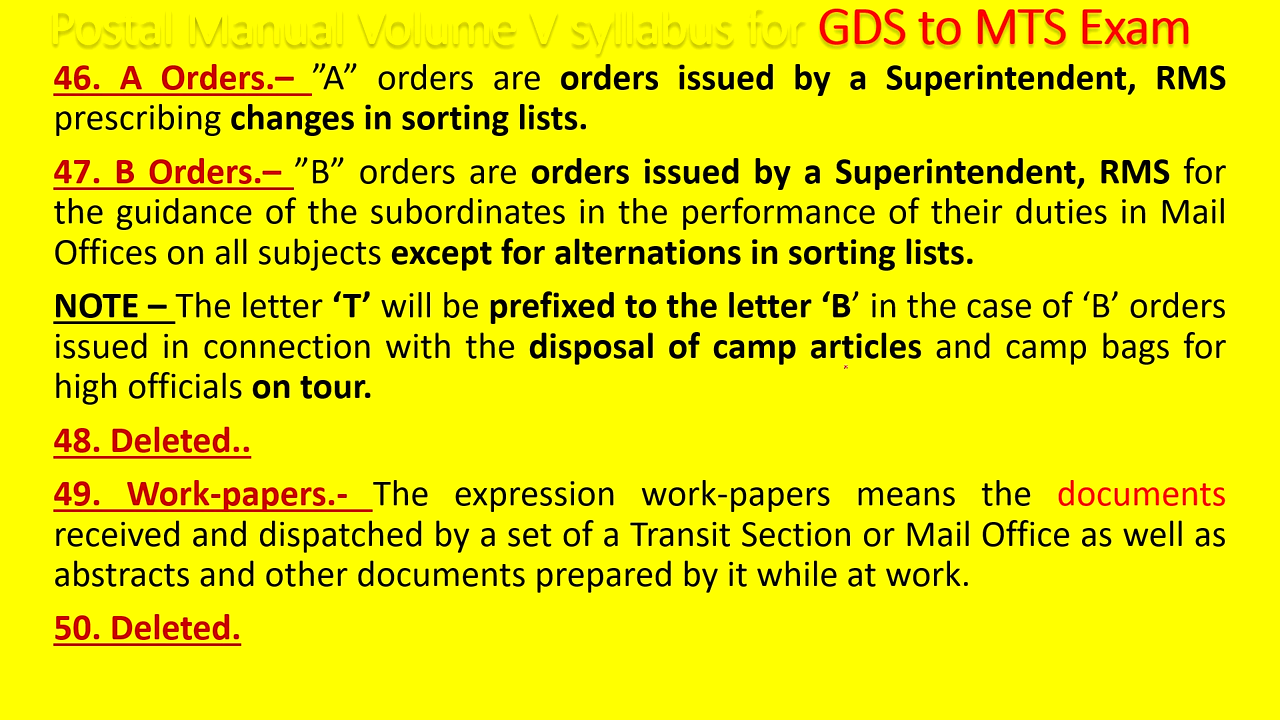 Postal Manual Volume V syllabus for GDS to MTS Exam
46. A Orders.– ”A” orders are orders issued by a Superintendent, RMS
prescribing changes in sorting lists.
47. B Orders.– ”B” orders are orders issued by a Superintendent, RMS for
the guidance of the subordinates in the performance of their duties in Mail
Offices on all subjects except for alternations in sorting lists.
NOTE – The letter ‘T’ will be prefixed to the letter ‘B’ in the case of ‘B’ orders
issued in connection with the disposal of camp articles and camp bags for
high officials on tour.
48. Deleted..
49. Work-papers.- The expression work-papers means the documents
received and dispatched by a set of a Transit Section or Mail Office as well as
abstracts and other documents prepared by it while at work.
50. Deleted.